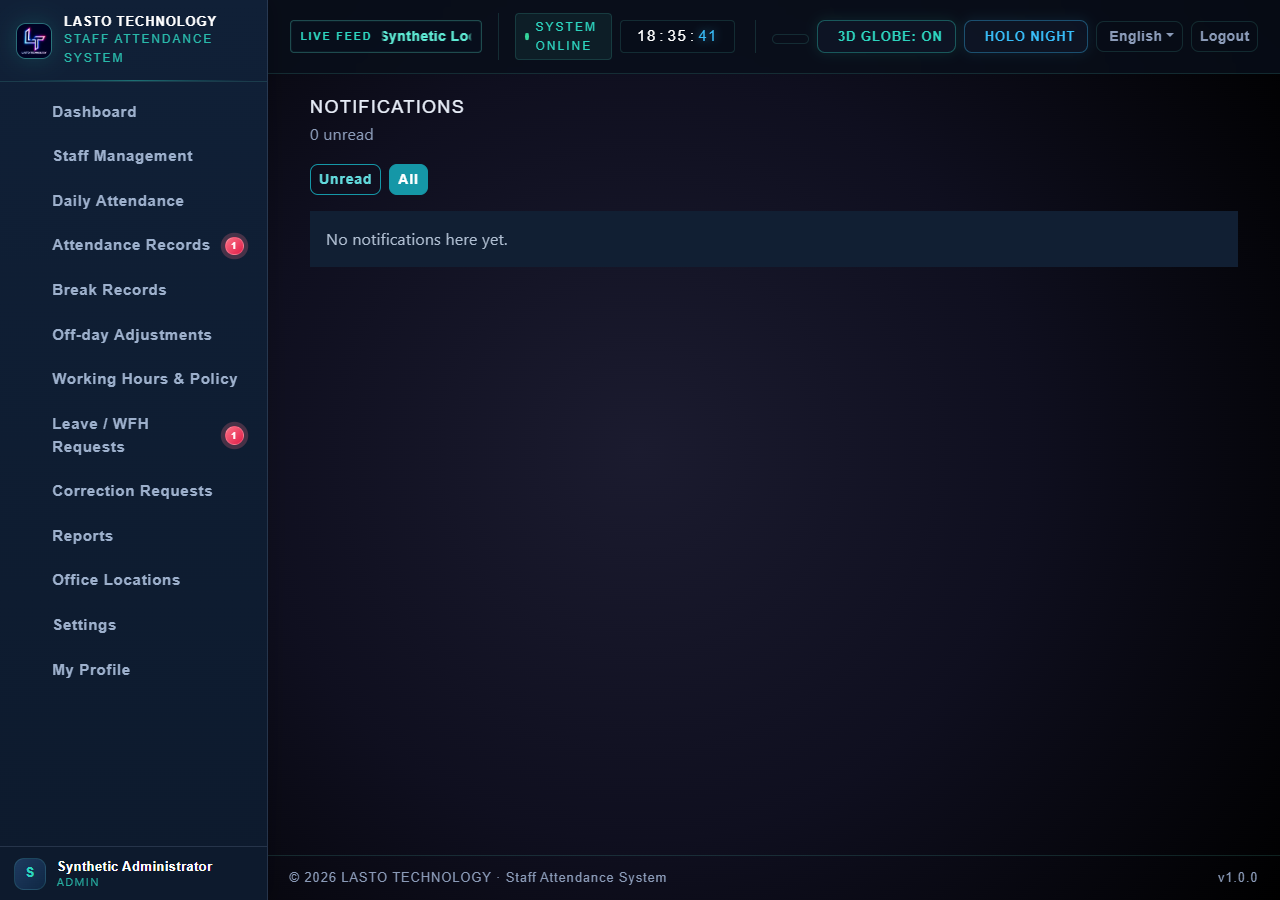 LASTO TECHNOLOGY
STAFF ATTENDANCE
SYSTEM
LIVE FEED
Synthetic
SYSTEM
ONLINE
18:35:41
3D GLOBE: ON
HOLO NIGHT
English
Logout
Dashboard
Staff Management
Daily Attendance
Attendance Records 1
Break Records
Off-day Adjustments
Working Hours & Policy
Leave / WFH
Requests 1
Correction Requests
Reports
Office Locations
Settings
My Profile
S
Synthetic Administrator
ADMIN
NOTIFICATIONS
0 unread
Unread All
No notifications here yet.
© 2026 LASTO TECHNOLOGY · Staff Attendance System
v1.0.0